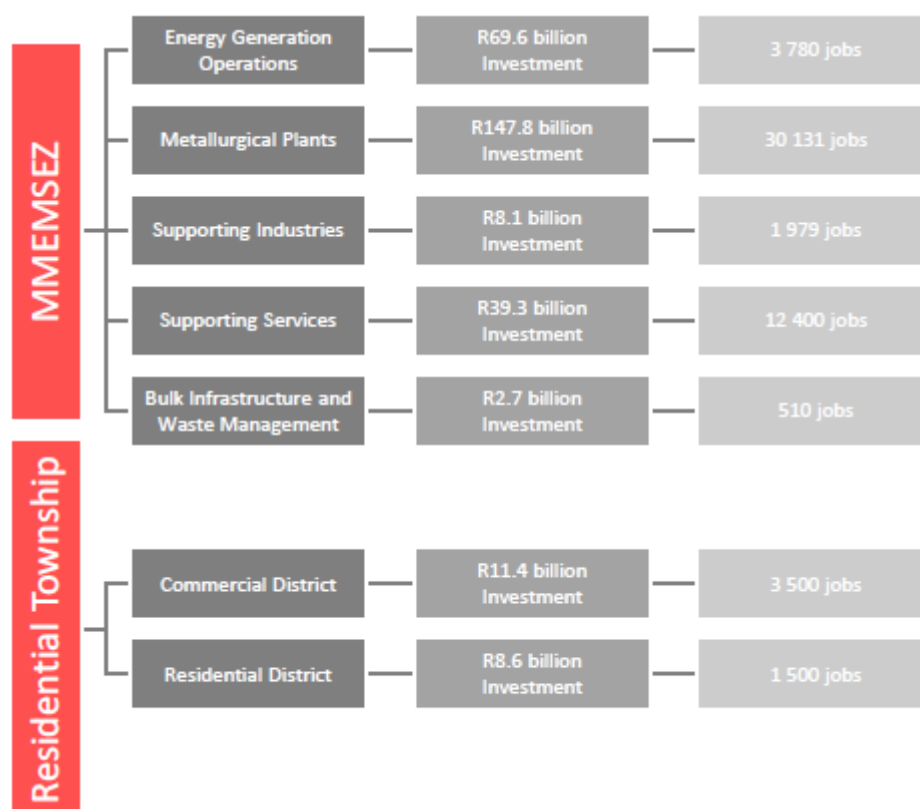 MMEMSEZ
Energy Generation
Operations
R69.6 billion
Investment
3 780 jobs
Metallurgical Plants
R147.8 billion
Investment
30 131 jobs
Supporting Industries
R8.1 billion
Investment
1 979 jobs
Supporting Services
R39.3 billion
Investment
12 400 jobs
Bulk Infrastructure and
Waste Management
R2.7 billion
Investment
510 jobs
Residential Township
Commercial District
R11.4 billion
Investment
3 500 jobs
Residential District
R8.6 billion
Investment
1 500 jobs